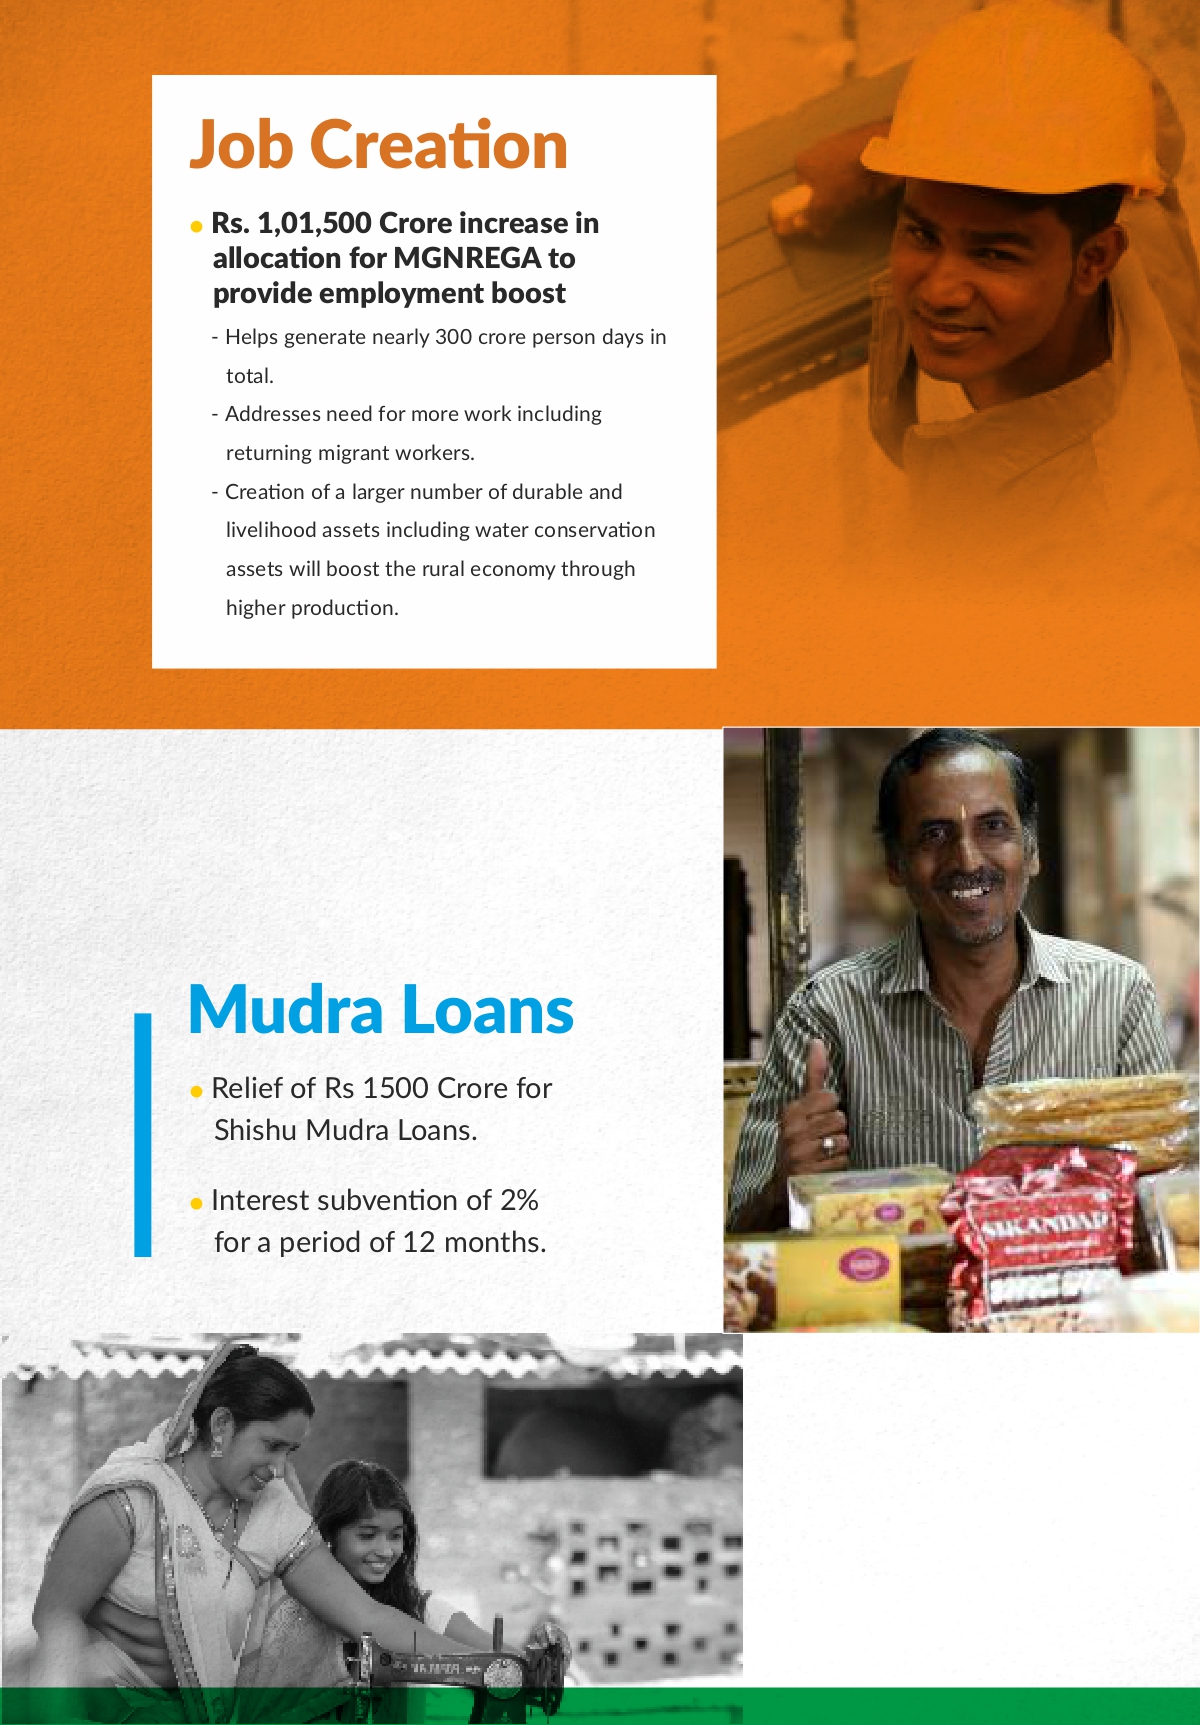 Job Creation
• Rs. 1,01,500 Crore increase in
allocation for MGNREGA to
provide employment boost
- Helps generate nearly 300 crore person days in
total.
- Addresses need for more work including
returning migrant workers.
- Creation of a larger number of durable and
livelihood assets including water conservation
assets will boost the rural economy through
higher production.
Mudra Loans
• Relief of Rs 1500 Crore for
Shishu Mudra Loans.
• Interest subvention of 2%
for a period of 12 months.
SIKANDAR